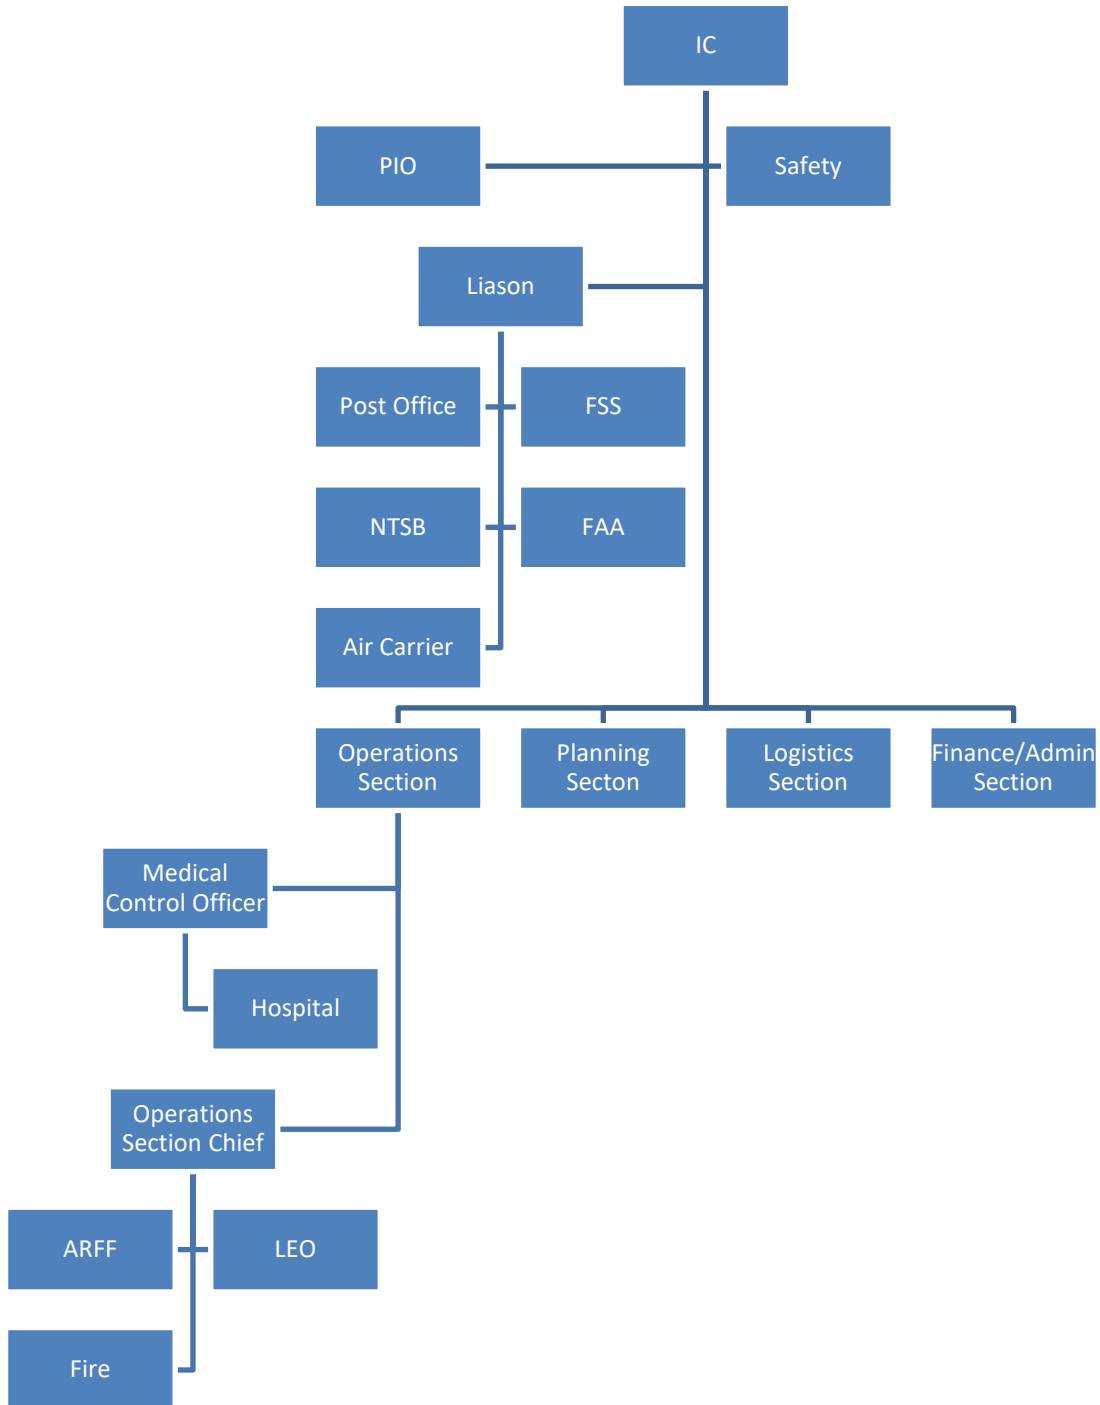 IC
PIO
Safety
Liason
Post Office
FSS
NTSB
FAA
Air Carrier
Operations
Section
Planning
Secton
Logistics
Section
Finance/Admin
Section
Medical
Control Officer
Hospital
Operations
Section Chief
ARFF
LEO
Fire